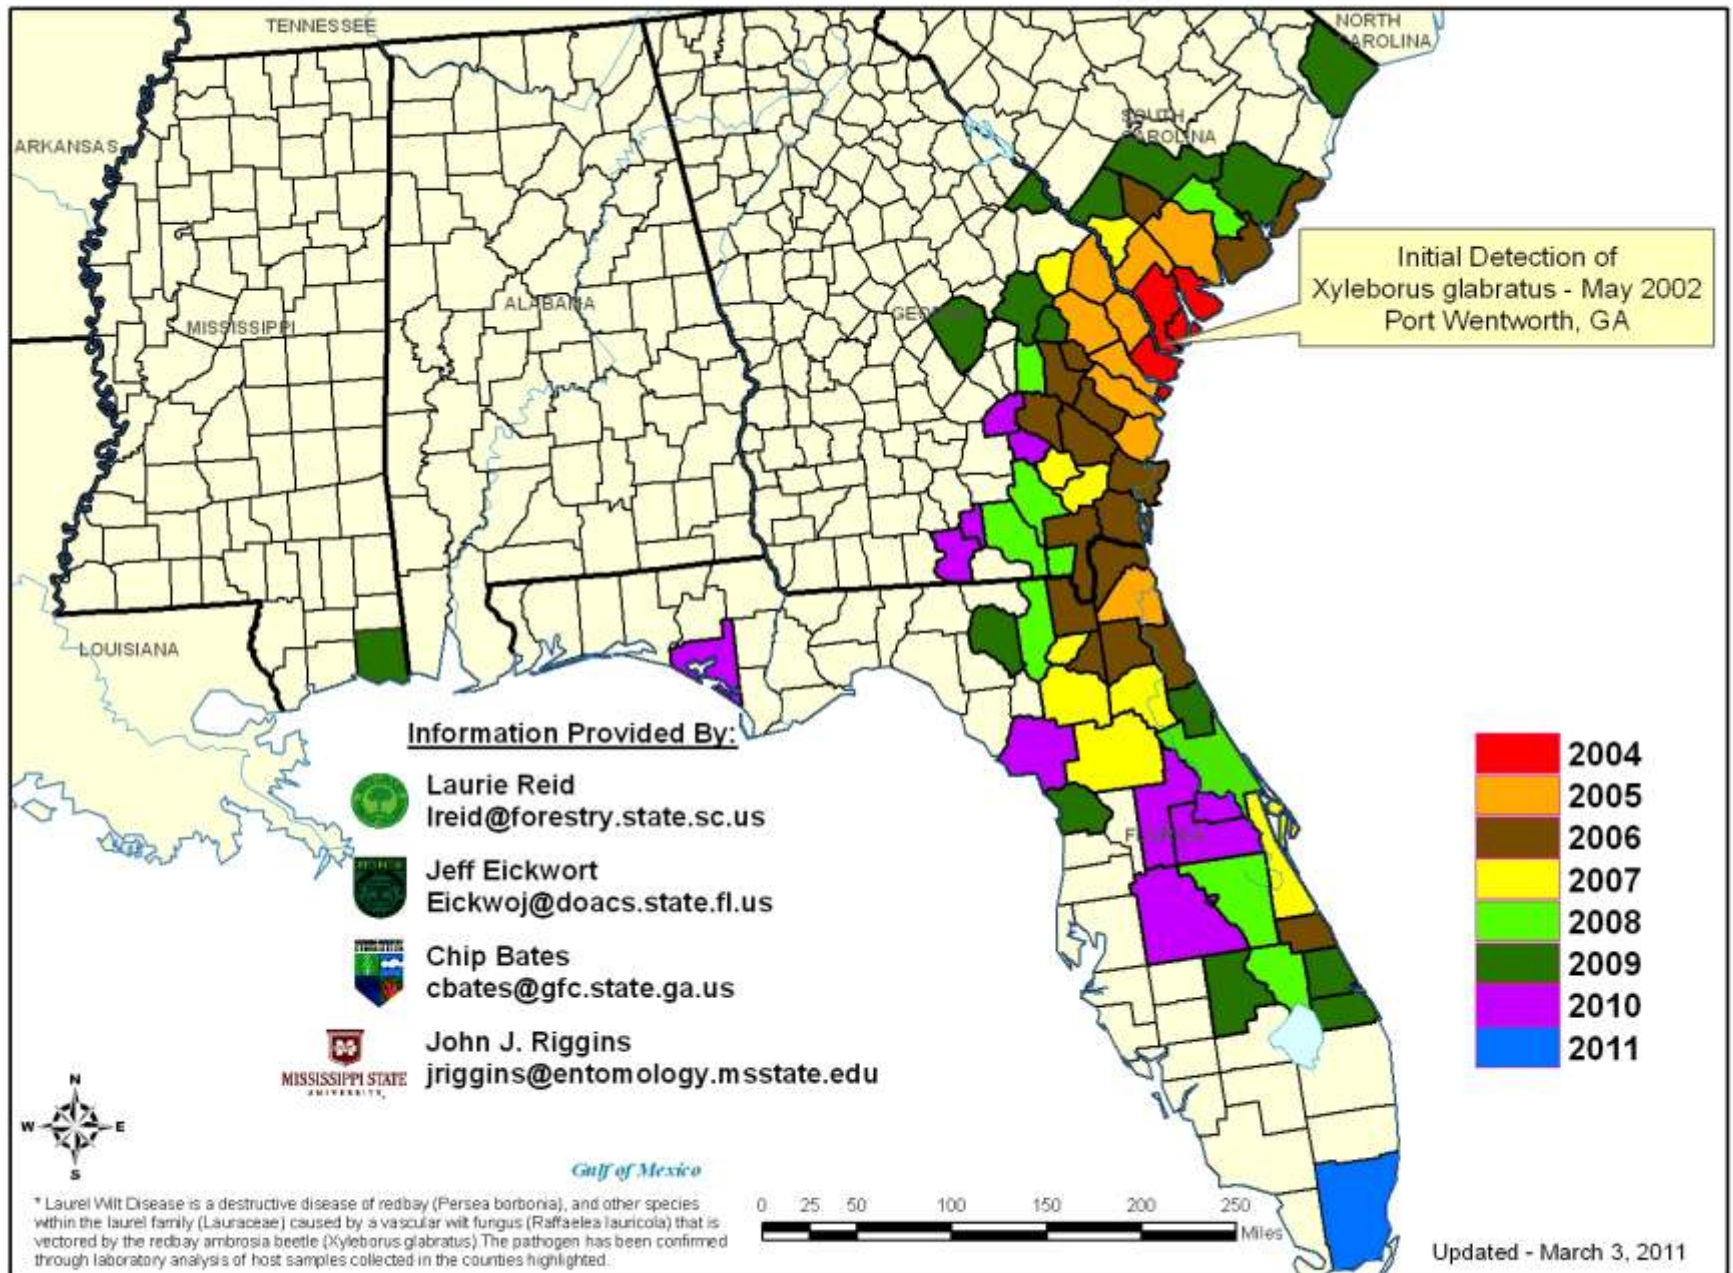 TENNESSEE
NORTH
CAROLINA
ARKANSAS
SOUTH
CAROLINA
Initial Detection of
Xyleborus glabratus - May 2002
Port Wentworth, GA
MISSISSIPPI
ALABAMA
LOUISIANA
Information Provided By:
Laurie Reid
lreid@forestry.state.sc.us
Jeff Eickwort
Eickwoj@doacs.state.fl.us
Chip Bates
cbates@gfc.state.ga.us
John J. Riggins
jriggins@entomology.msstate.edu
MISSISSIPPI STATE
UNIVERSITY
2004
2005
2006
2007
2008
2009
2010
2011
N
W E
S
Gulf of Mexico
* Laurel Wilt Disease is a destructive disease of redbay (Persea borbonia), and other species
within the laurel family (Lauraceae) caused by a vascular wilt fungus (Raffaelea lauricola) that is
vectored by the redbay ambrosia beetle (Xyleborus glabratus). The pathogen has been confirmed
through laboratory analysis of host samples collected in the counties highlighted.
0 25 50 100 150 200 250
Miles
Updated - March 3, 2011